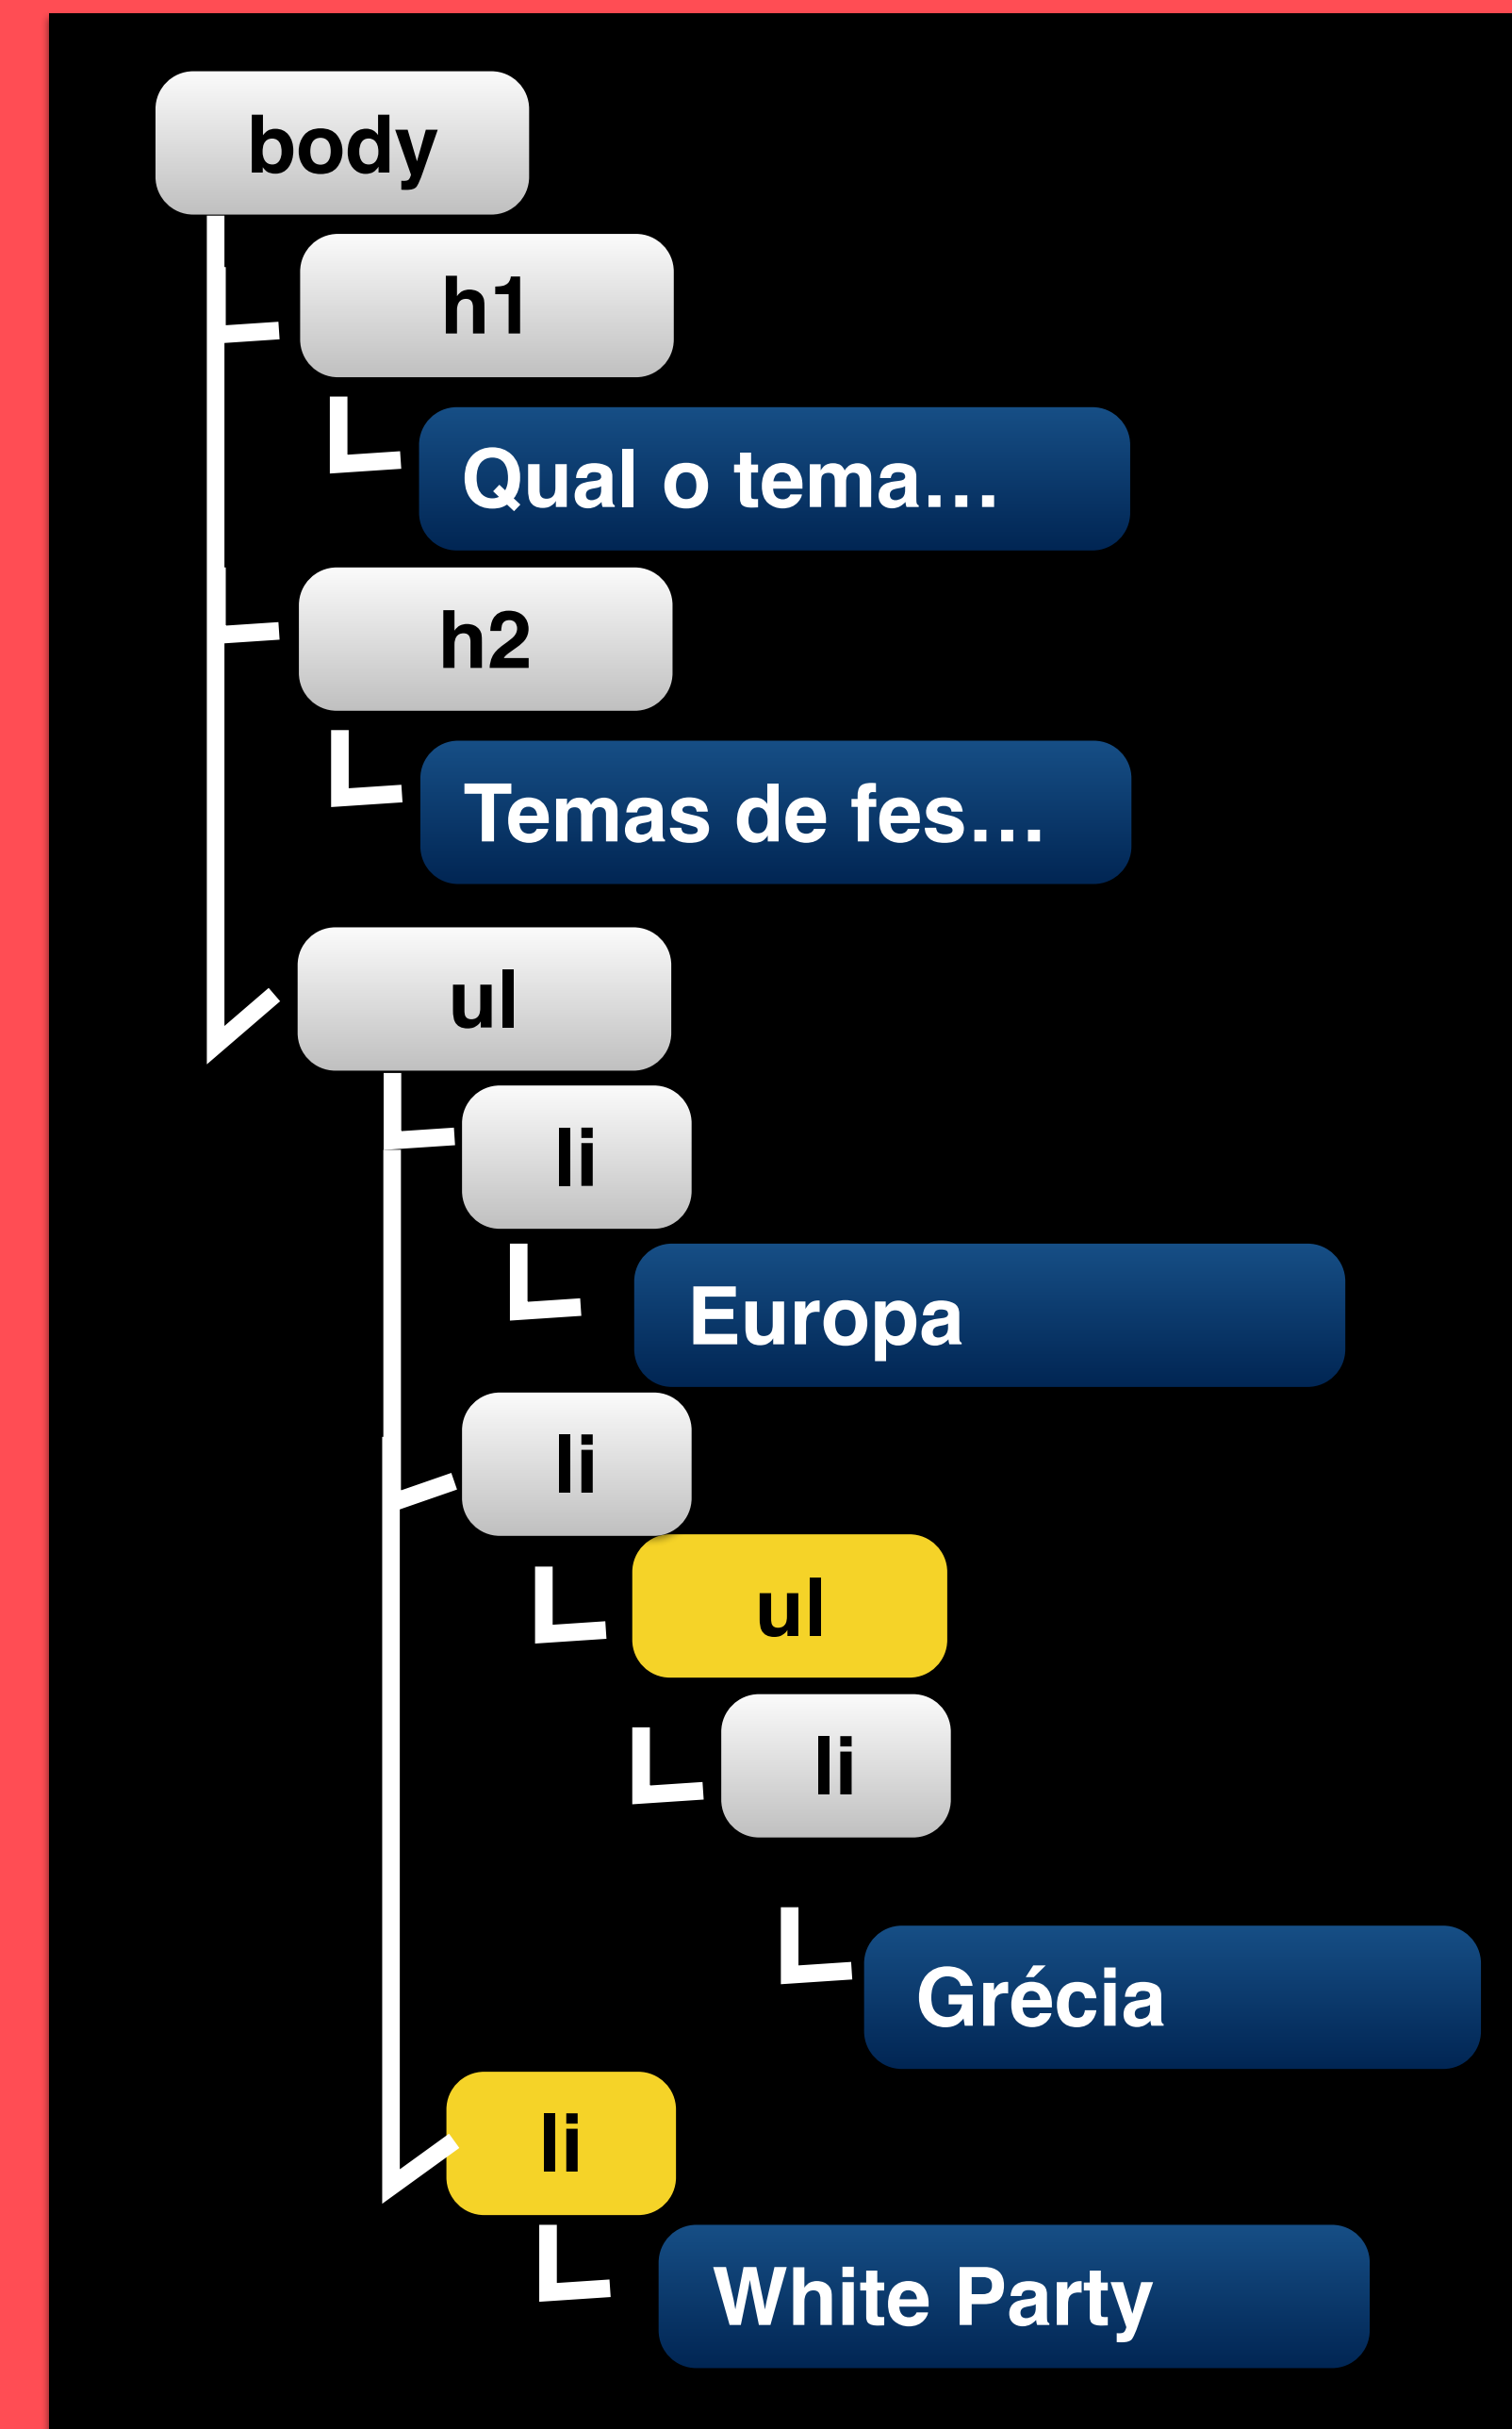 body
h1
Qual o tema...
h2
Temas de fes...
ul
li
Europa
li
ul
li
Grécia
li
White Party